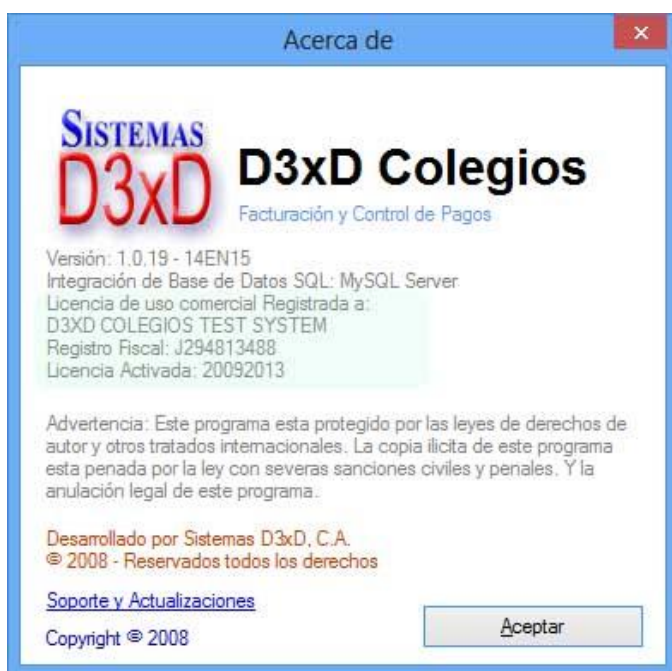 Acerca de
SISTEMAS
D3xD
D3xD Colegios
Facturación y Control de Pagos
Versión: 1.0.19 - 14EN15
Integración de Base de Datos SQL: MySQL Server
Licencia de uso comercial Registrada a:
D3XD COLEGIOS TEST SYSTEM
Registro Fiscal: J294813488
Licencia Activada: 20092013
Advertencia: Este programa esta protegido por las leyes de derechos de
autor y otros tratados internacionales. La copia ilicita de este programa
esta penada por la ley con severas sanciones civiles y penales. Y la
anulación legal de este programa.
Desarrollado por Sistemas D3xD, C.A.
© 2008 - Reservados todos los derechos
Soporte y Actualizaciones
Copyright © 2008
Aceptar